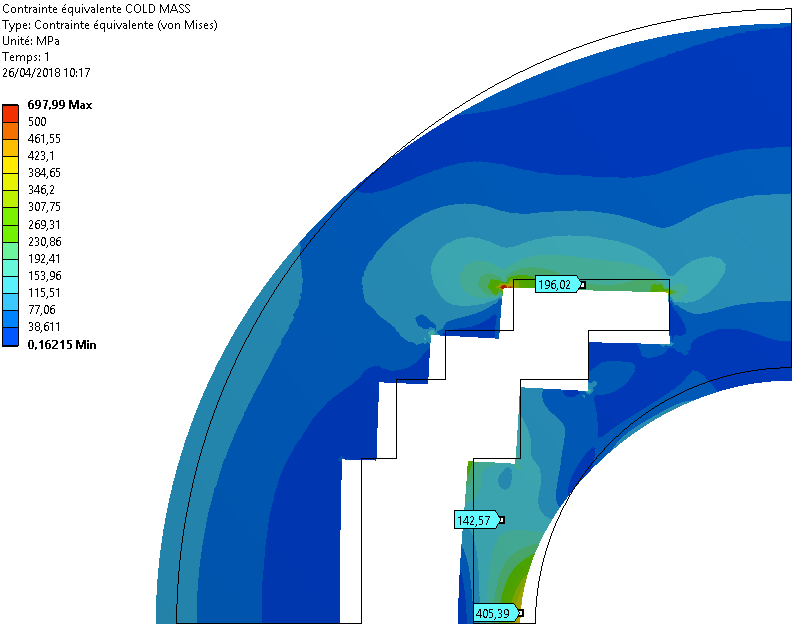 Contrainte équivalente COLD MASS
Type: Contrainte équivalente (von Mises)
Unité: MPa
Temps: 1
26/04/2018 10:17
697,99 Max
500
461,55
423,1
384,65
346,2
307,75
269,31
230,86
192,41
153,96
115,51
77,06
38,611
0,16215 Min
196,02
142,57
405,39